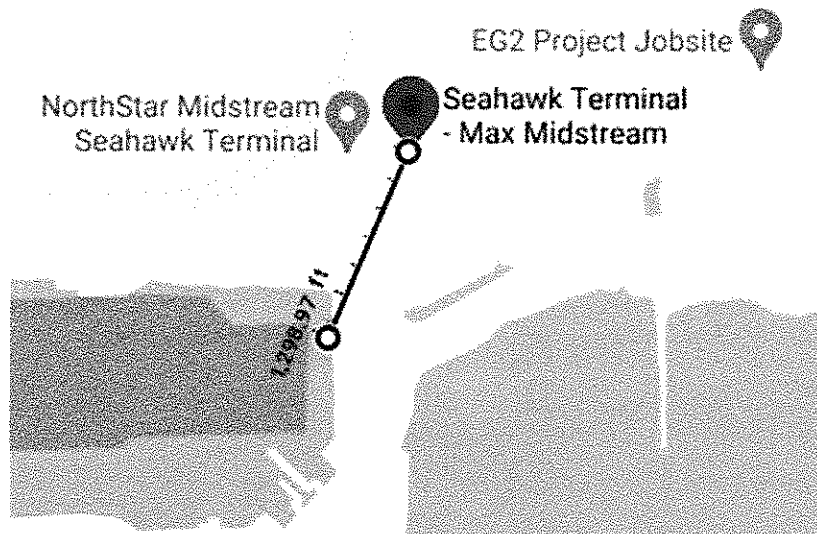 EG2 Project Jobsite
NorthStar Midstream
Seahawk Terminal
Seahawk Terminal
- Max Midstream
1,298.97 ft